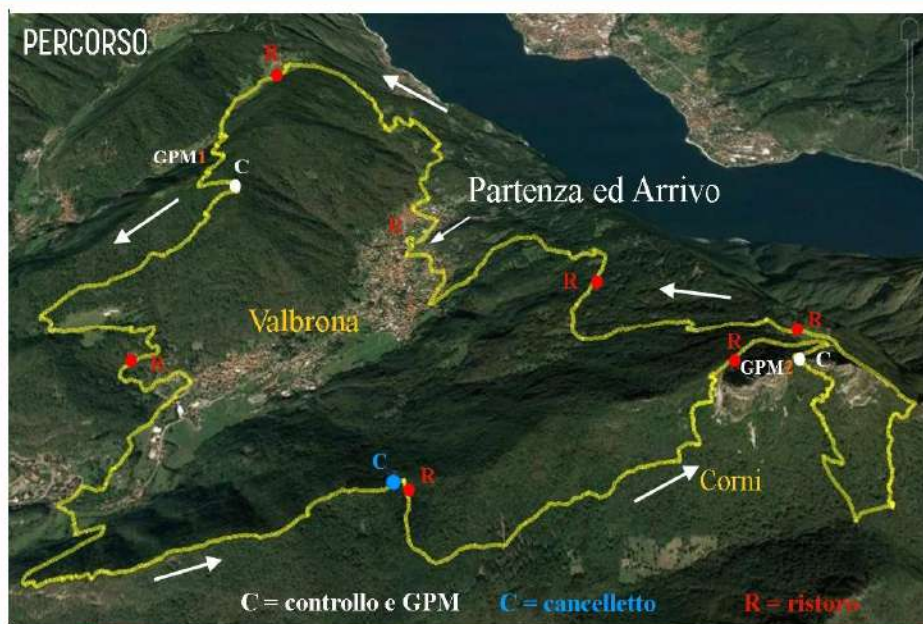 PERCORSO
R
GPM1
C
Partenza ed Arrivo
R
R
Valbrona
R
R
R
GPM2 C
C
R
Corni
C = controllo e GPM
C = cancelletto
R = ristoro